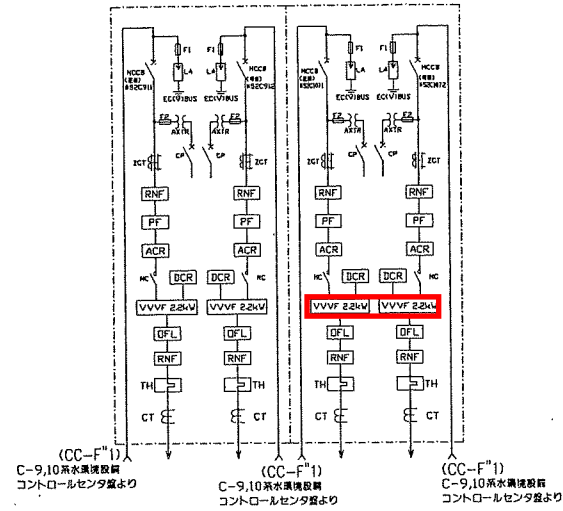 F1 F1 F1 F1
LA LA LA LA
MCCB MCCB MCCB MCCB
EC(V)BUS EC(V)BUS EC(V)BUS EC(V)BUS
F2 F2 F2 F2
AXTR AXTR
CP CP
ZCT ZCT ZCT ZCT
RNF RNF RNF RNF
PF PF PF PF
ACR ACR ACR ACR
MC DCR DCR MC MC DCR DCR MC
VVVF 2.2kW VVVF 2.2kW VVVF 2.2kW VVVF 2.2kW
OFL OFL OFL OFL
RNF RNF RNF RNF
TH TH TH TH
CT CT CT CT
(CC-F"1) (CC-F"1) (CC-F"1)
C-9,10系水環境設備 C-9,10系水環境設備 C-9,10系水環境設備
コントロールセンタ盤より コントロールセンタ盤より コントロールセンタ盤より